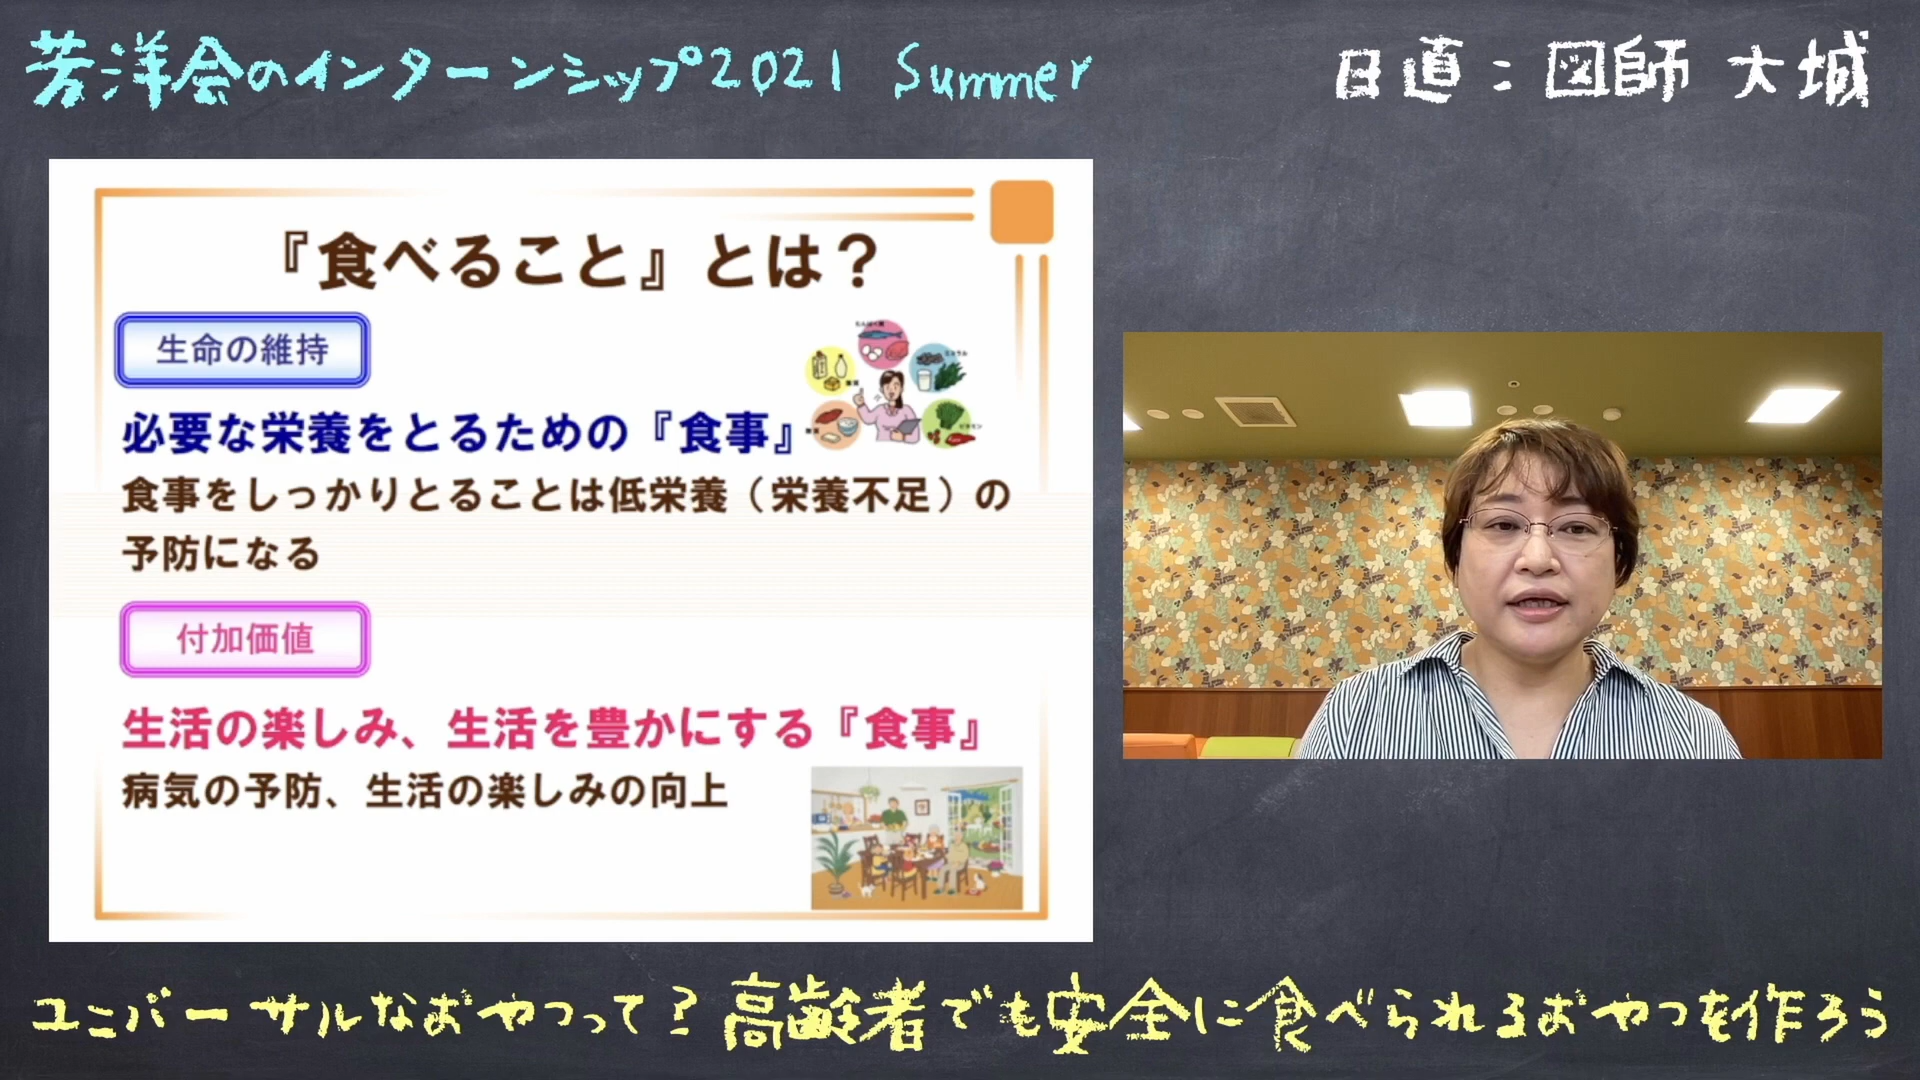 若洋会のインターンシップ2021 Summer
日直:図師 大城
『食べること』とは?
生命の維持
必要な栄養をとるための『食事』
食事をしっかりとることは低栄養(栄養不足)の
予防になる
付加価値
生活の楽しみ、生活を豊かにする『食事』
病気の予防、生活の楽しみの向上
ユニバーサルなおやつって?高齢者でも安全に食べられるおやつを作ろう